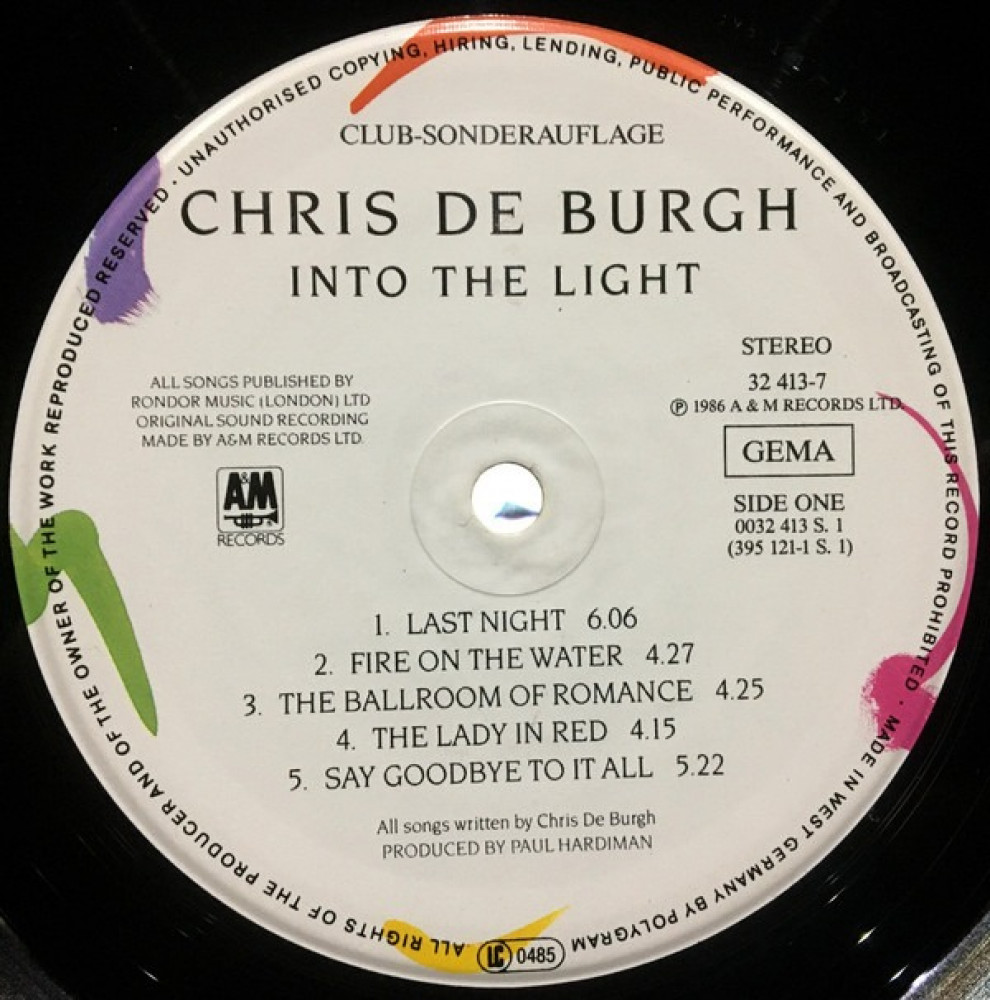 CLUB-SONDERAUFLAGE
CHRIS DE BURGH
INTO THE LIGHT
ALL SONGS PUBLISHED BY
RONDOR MUSIC (LONDON) LTD
ORIGINAL SOUND RECORDING
MADE BY A&M RECORDS LTD.
A&M
RECORDS
STEREO
32 413-7
℗ 1986 A & M RECORDS LTD.
GEMA
SIDE ONE
0032 413 S. 1
(395 121-1 S. 1)
1. LAST NIGHT 6.06
2. FIRE ON THE WATER 4.27
3. THE BALLROOM OF ROMANCE 4.25
4. THE LADY IN RED 4.15
5. SAY GOODBYE TO IT ALL 5.22
All songs written by Chris De Burgh
PRODUCED BY PAUL HARDIMAN
ALL RIGHTS OF THE PRODUCER AND OF THE OWNER OF THE WORK REPRODUCED RESERVED · UNAUTHORISED COPYING, HIRING, LENDING, PUBLIC PERFORMANCE AND BROADCASTING OF THIS RECORD PROHIBITED · MADE IN WEST GERMANY BY POLYGRAM
LC 0485